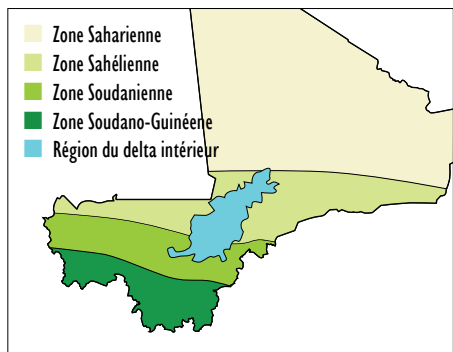 Zone Saharienne
Zone Sahélienne
Zone Soudanienne
Zone Soudano-Guinéene
Région du delta intérieur